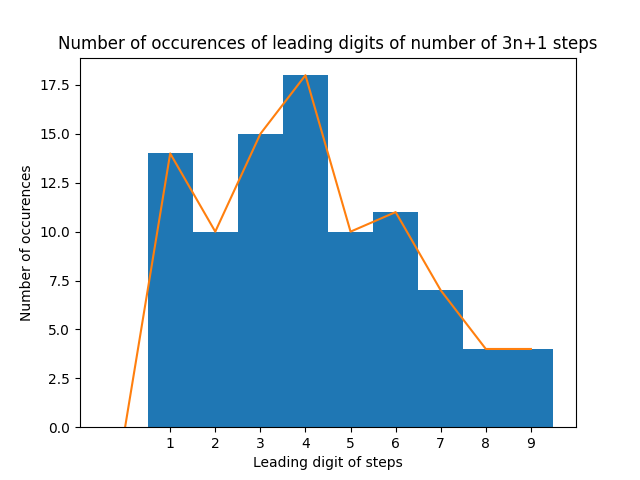 Number of occurences of leading digits of number of 3n+1 steps
17.5
15.0
12.5
10.0
7.5
5.0
2.5
0.0
Number of occurences
1 2 3 4 5 6 7 8 9
Leading digit of steps